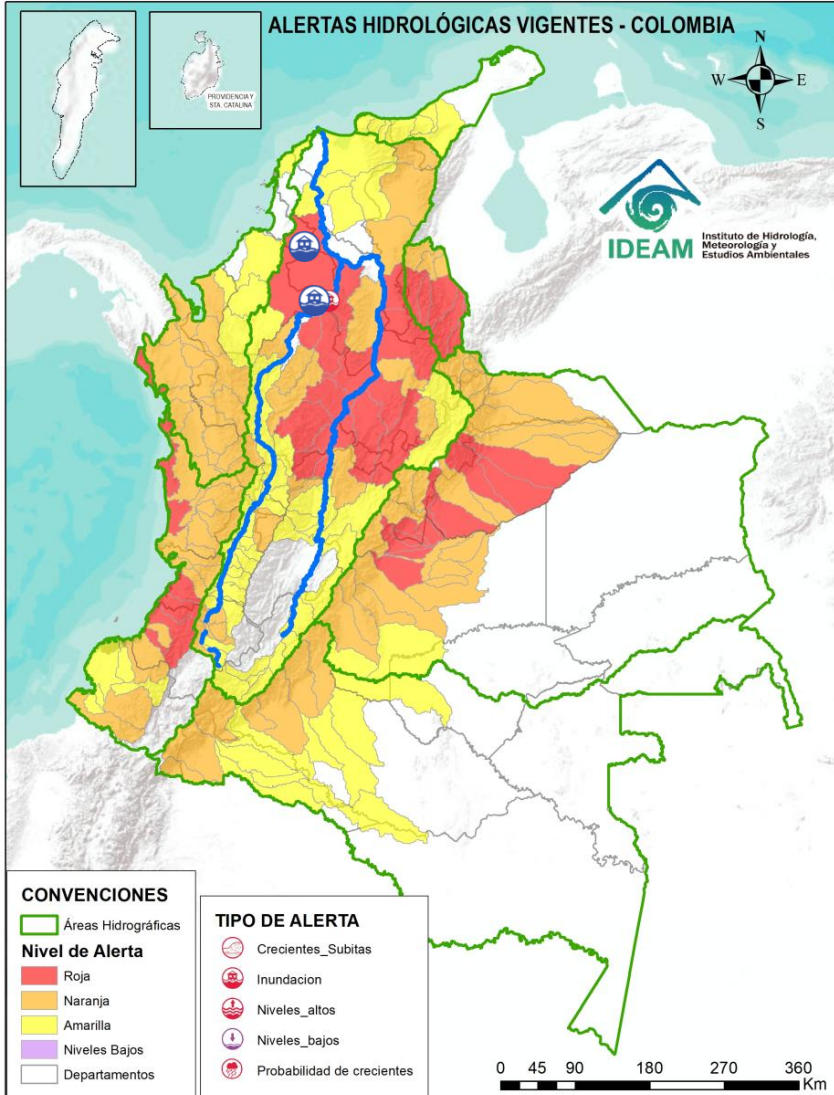 ALERTAS HIDROLÓGICAS VIGENTES - COLOMBIA
PROVIDENCIA Y
STA. CATALINA
N
W
E
S
IDEAM
Instituto de Hidrología,
Meteorología y
Estudios Ambientales
CONVENCIONES
Áreas Hidrográficas
Nivel de Alerta
Roja
Naranja
Amarilla
Niveles Bajos
Departamentos
TIPO DE ALERTA
Crecientes_Subitas
Inundacion
Niveles_altos
Niveles_bajos
Probabilidad de crecientes
0 45 90 180 270 360
Km